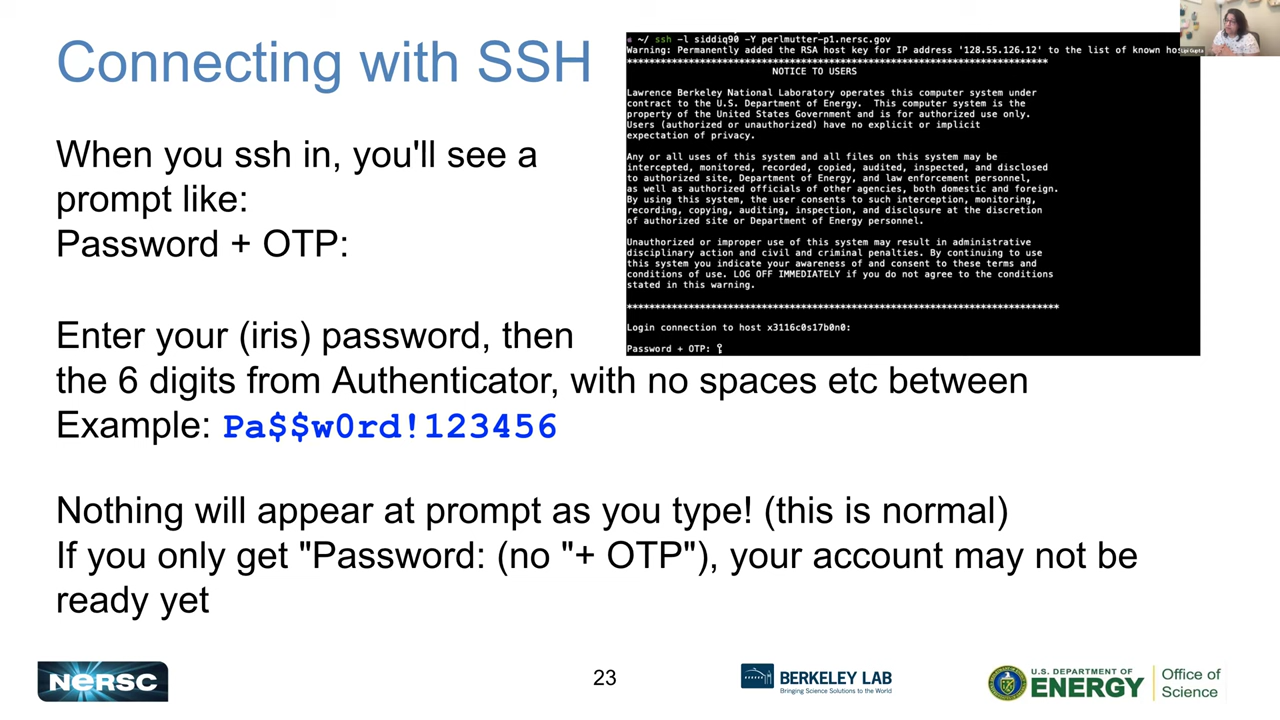 Connecting with SSH
When you ssh in, you'll see a
prompt like:
Password + OTP:
Enter your (iris) password, then
the 6 digits from Authenticator, with no spaces etc between
Example: Pa$$w0rd!123456
Nothing will appear at prompt as you type! (this is normal)
If you only get "Password: (no "+ OTP"), your account may not be
ready yet
~/ ssh -l siddiq90 -Y perlmutter-p1.nersc.gov
Warning: Permanently added the RSA host key for IP address '128.55.126.12' to the list of known
*****************************************************************************
NOTICE TO USERS
Lawrence Berkeley National Laboratory operates this computer system under
contract to the U.S. Department of Energy. This computer system is the
property of the United States Government and is for authorized use only.
Users (authorized or unauthorized) have no explicit or implicit
expectation of privacy.
Any or all uses of this system and all files on this system may be
intercepted, monitored, recorded, copied, audited, inspected, and disclosed
to authorized site, Department of Energy, and law enforcement personnel,
as well as authorized officials of other agencies, both domestic and foreign.
By using this system, the user consents to such interception, monitoring,
recording, copying, auditing, inspection, and disclosure at the discretion
of authorized site or Department of Energy personnel.
Unauthorized or improper use of this system may result in administrative
disciplinary action and civil and criminal penalties. By continuing to use
this system you indicate your awareness of and consent to these terms and
conditions of use. LOG OFF IMMEDIATELY if you do not agree to the conditions
stated in this warning.
*****************************************************************************
Login connection to host x3116c0s17b0n0:
Password + OTP:
Lipi Gupta
NERSC
23
BERKELEY LAB
Bringing Science Solutions to the World
U.S. DEPARTMENT OF
ENERGY
Office of
Science